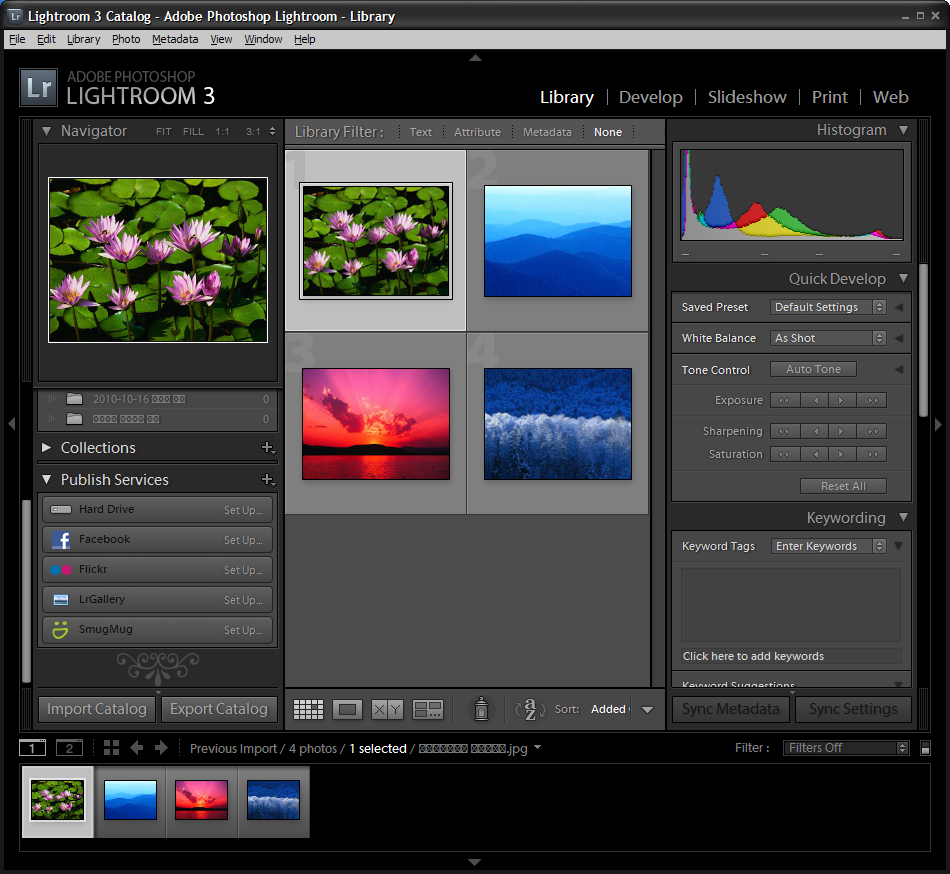 Lightroom 3 Catalog - Adobe Photoshop Lightroom - Library
File Edit Library Photo Metadata View Window Help
Lr ADOBE PHOTOSHOP
LIGHTROOM 3
Library | Develop | Slideshow | Print | Web
Navigator FIT FILL 1:1 3:1
Library Filter : Text Attribute Metadata None
Histogram
1
2
3
4
Quick Develop
Saved Preset Default Settings
White Balance As Shot
Tone Control Auto Tone
Exposure
Sharpening
Saturation
Reset All
2010-10-16 0
0
Collections
Publish Services
Hard Drive Set Up...
Facebook Set Up...
Flickr Set Up...
LrGallery Set Up...
SmugMug Set Up...
Keywording
Keyword Tags Enter Keywords
Click here to add keywords
Keyword Suggestions
Import Catalog Export Catalog
X Y
Sort: Added
Sync Metadata Sync Settings
1 2 Previous Import / 4 photos / 1 selected / .jpg
Filter : Filters Off